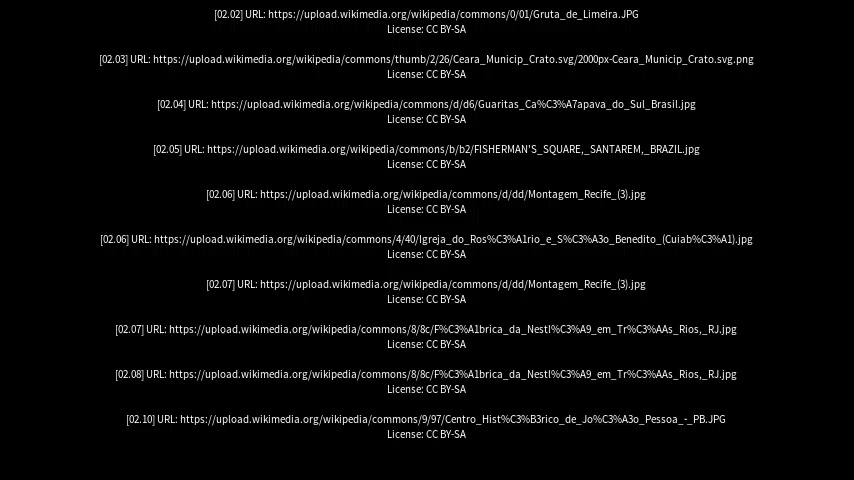 [02.02] URL: https://upload.wikimedia.org/wikipedia/commons/0/01/Gruta_de_Limeira.JPG
License: CC BY-SA
[02.03] URL: https://upload.wikimedia.org/wikipedia/commons/thumb/2/26/Ceara_Municip_Crato.svg/2000px-Ceara_Municip_Crato.svg.png
License: CC BY-SA
[02.04] URL: https://upload.wikimedia.org/wikipedia/commons/d/d6/Guaritas_Ca%C3%A7apava_do_Sul_Brasil.jpg
License: CC BY-SA
[02.05] URL: https://upload.wikimedia.org/wikipedia/commons/b/b2/FISHERMAN'S_SQUARE,_SANTAREM,_BRAZIL.jpg
License: CC BY-SA
[02.06] URL: https://upload.wikimedia.org/wikipedia/commons/d/dd/Montagem_Recife_(3).jpg
License: CC BY-SA
[02.06] URL: https://upload.wikimedia.org/wikipedia/commons/4/40/Igreja_do_Ros%C3%A1rio_e_S%C3%A3o_Benedito_(Cuiab%C3%A1).jpg
License: CC BY-SA
[02.07] URL: https://upload.wikimedia.org/wikipedia/commons/d/dd/Montagem_Recife_(3).jpg
License: CC BY-SA
[02.07] URL: https://upload.wikimedia.org/wikipedia/commons/8/8c/F%C3%A1brica_da_Nestl%C3%A9_em_Tr%C3%AAs_Rios,_RJ.jpg
License: CC BY-SA
[02.08] URL: https://upload.wikimedia.org/wikipedia/commons/8/8c/F%C3%A1brica_da_Nestl%C3%A9_em_Tr%C3%AAs_Rios,_RJ.jpg
License: CC BY-SA
[02.10] URL: https://upload.wikimedia.org/wikipedia/commons/9/97/Centro_Hist%C3%B3rico_de_Jo%C3%A3o_Pessoa_-_PB.JPG
License: CC BY-SA